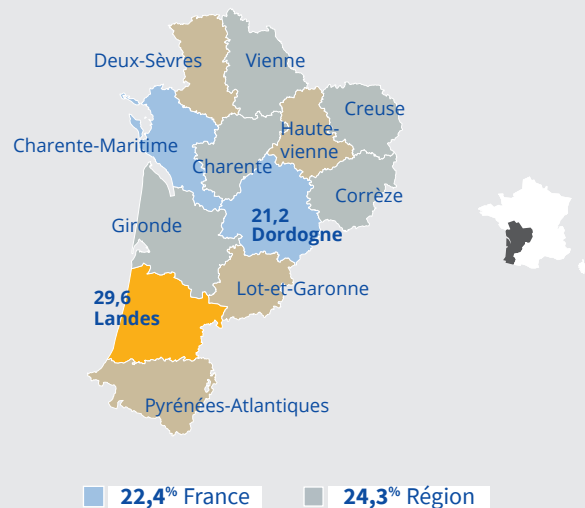 Deux-Sèvres
Vienne
Creuse
Charente-Maritime
Haute-
vienne
Charente
Corrèze
Gironde
21,2
Dordogne
Lot-et-Garonne
29,6
Landes
Pyrénées-Atlantiques
22,4% France
24,3% Région